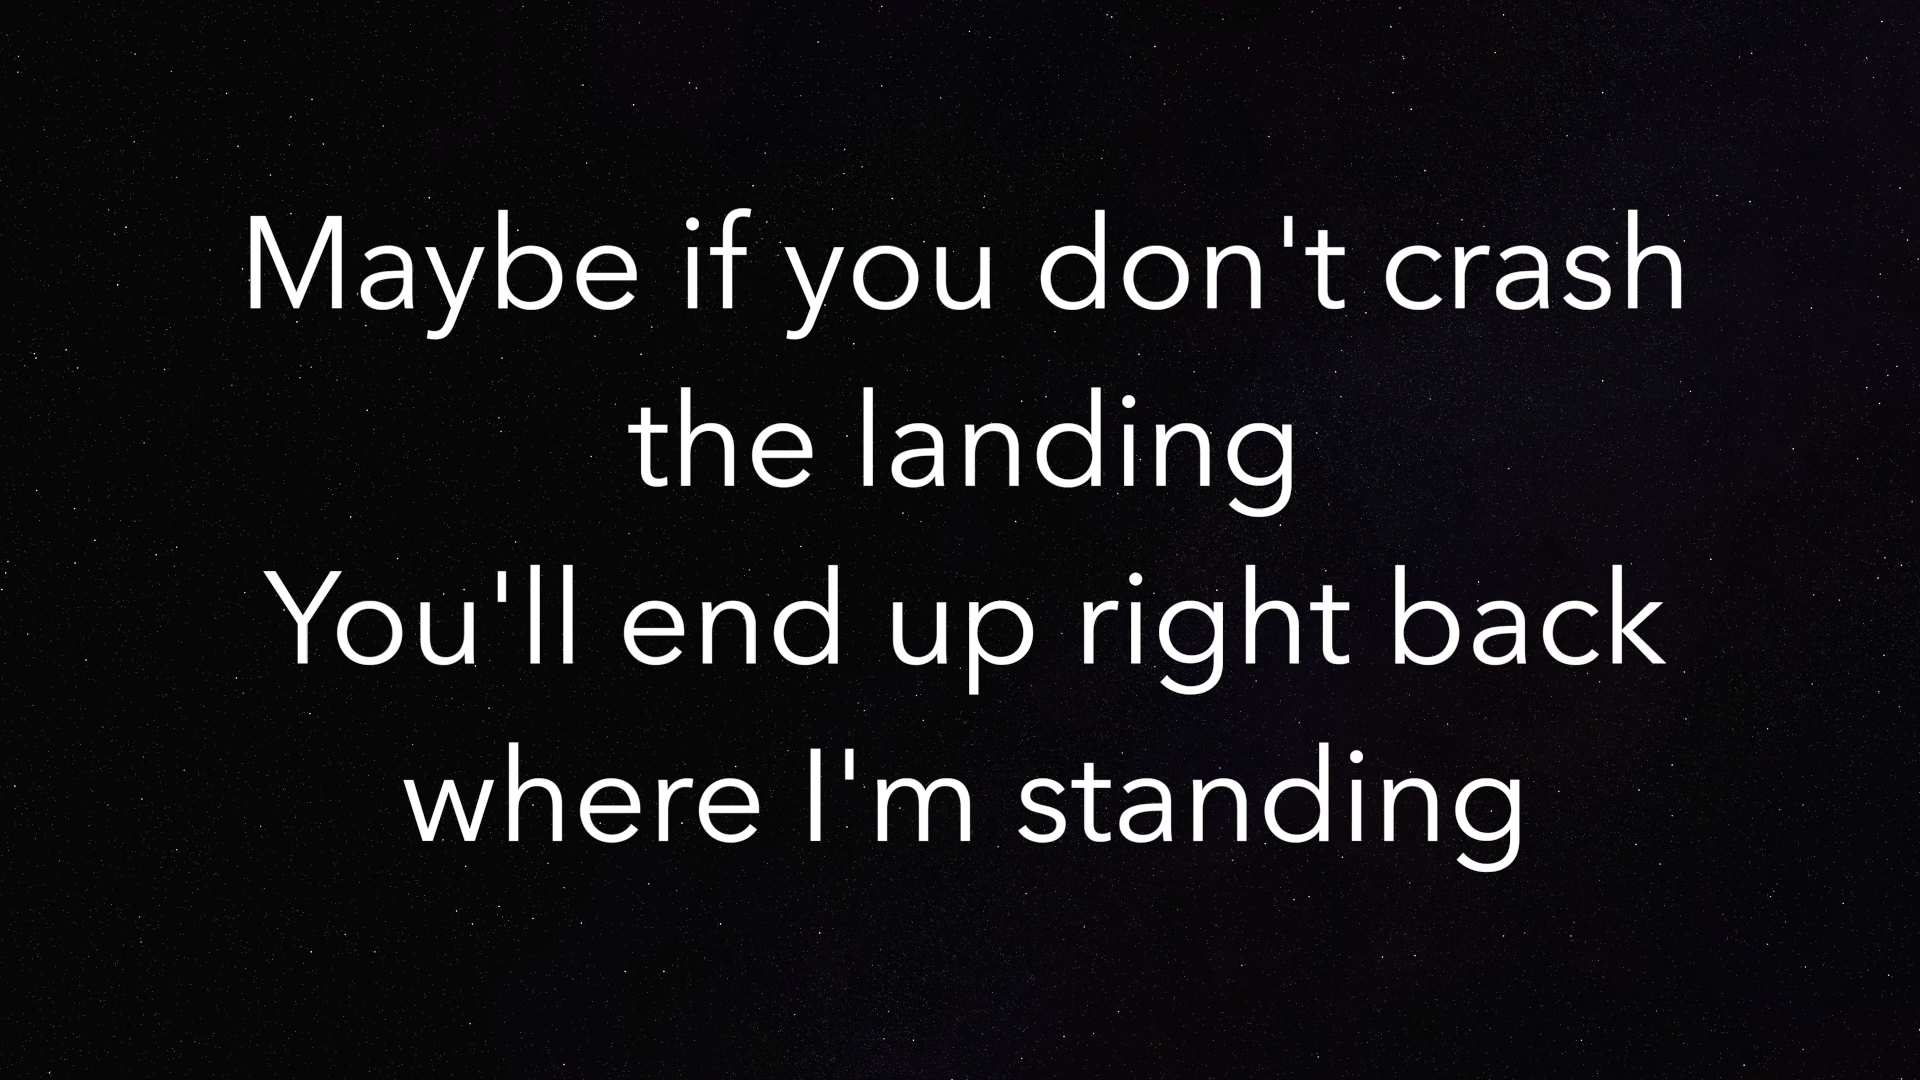 Maybe if you don't crash
the landing
You'll end up right back
where I'm standing